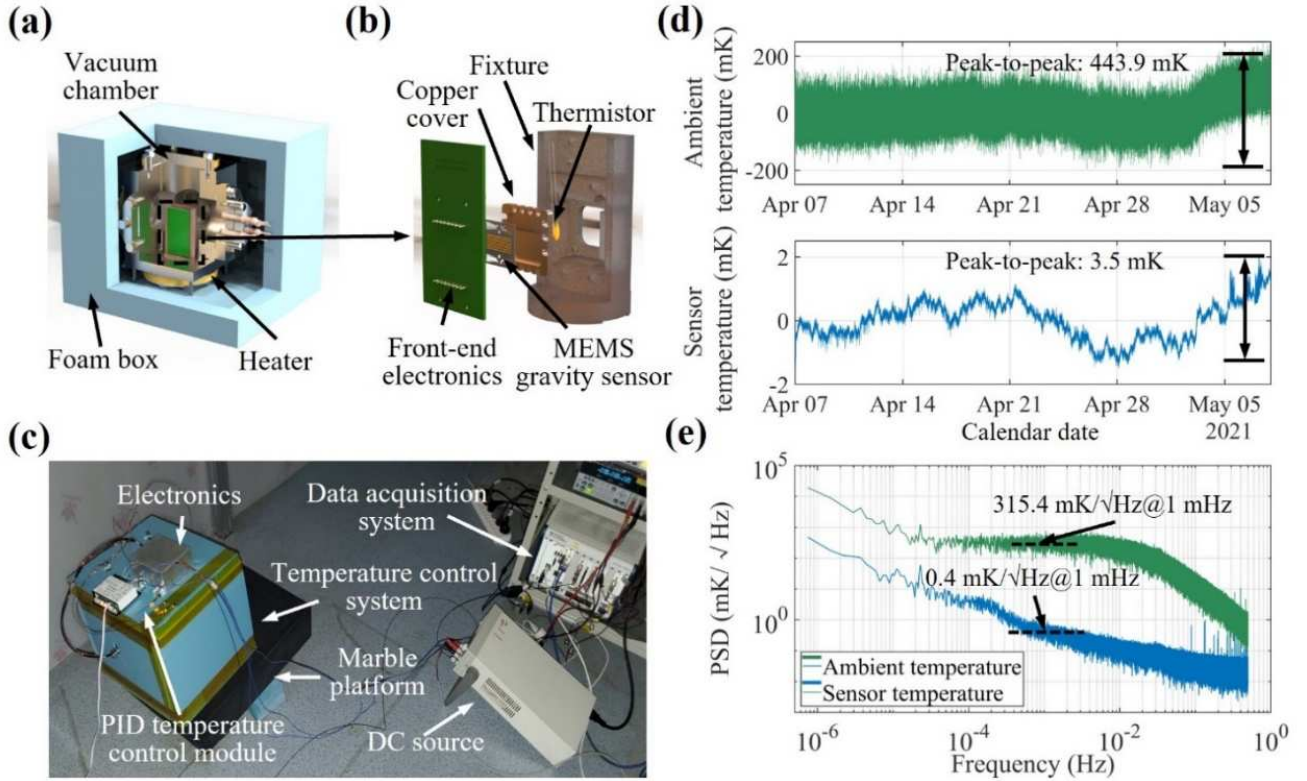 (a)
Vacuum
chamber
Foam box
Heater
(b)
Fixture
Copper
cover
Thermistor
Front-end
electronics
MEMS
gravity sensor
(c)
Electronics
Data acquisition
system
Temperature control
system
Marble
platform
PID temperature
control module
DC source
(d)
Ambient
temperature (mK)
200
0
-200
Peak-to-peak: 443.9 mK
Apr 07
Apr 14
Apr 21
Apr 28
May 05
Sensor
temperature (mK)
2
0
-2
Peak-to-peak: 3.5 mK
Apr 07
Apr 14
Apr 21
Apr 28
May 05
Calendar date
2021
(e)
PSD (mK/√Hz)
10^5
10^0
315.4 mK/√Hz@1 mHz
0.4 mK/√Hz@1 mHz
Ambient temperature
Sensor temperature
10^-6
10^-4
10^-2
10^0
Frequency (Hz)